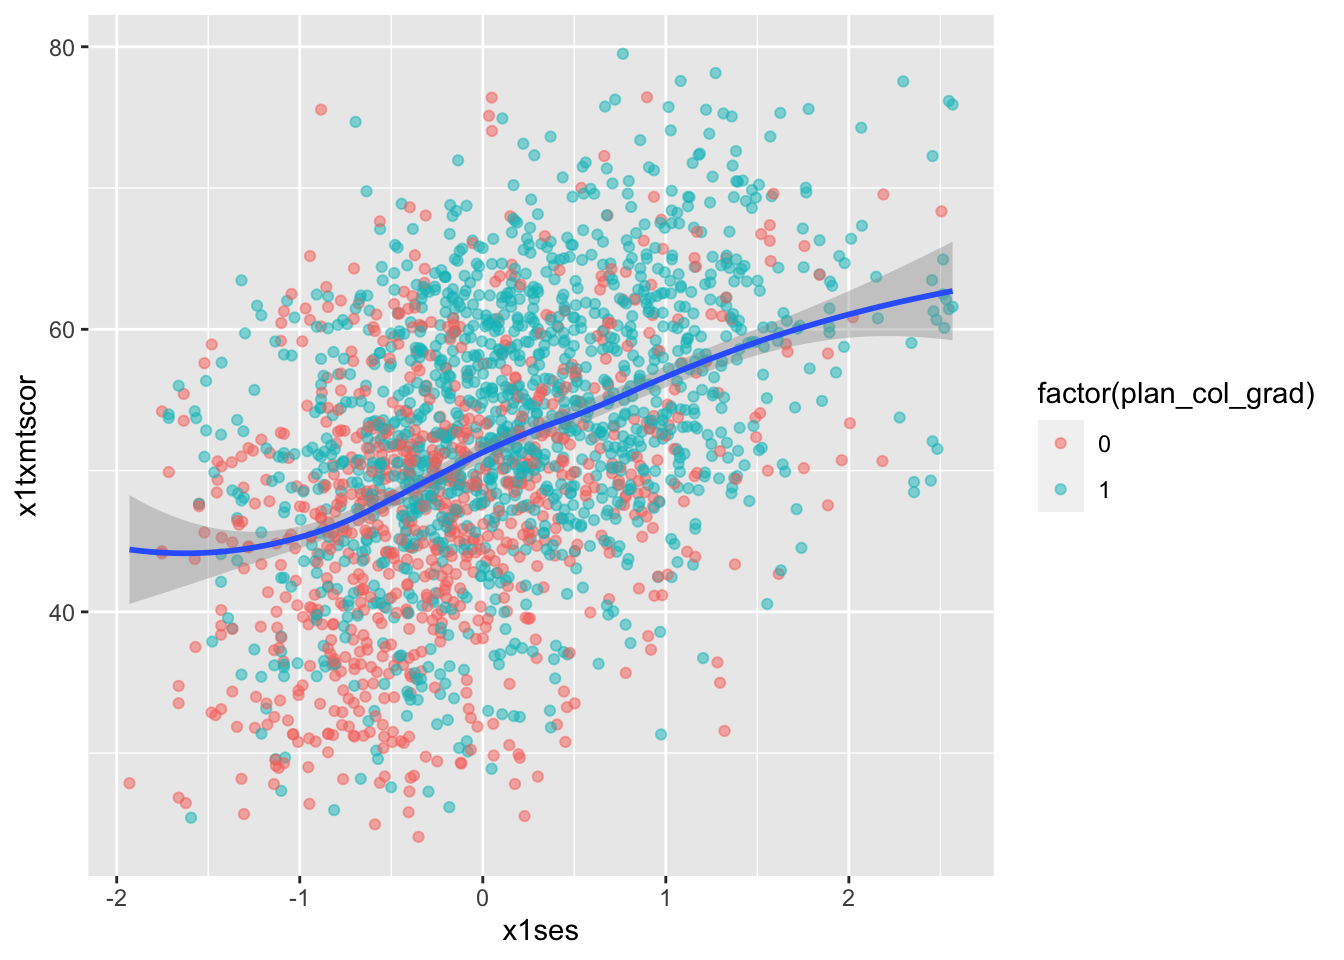 80
60
40
x1txmtscor
-2 -1 0 1 2
x1ses
factor(plan_col_grad)
0
1